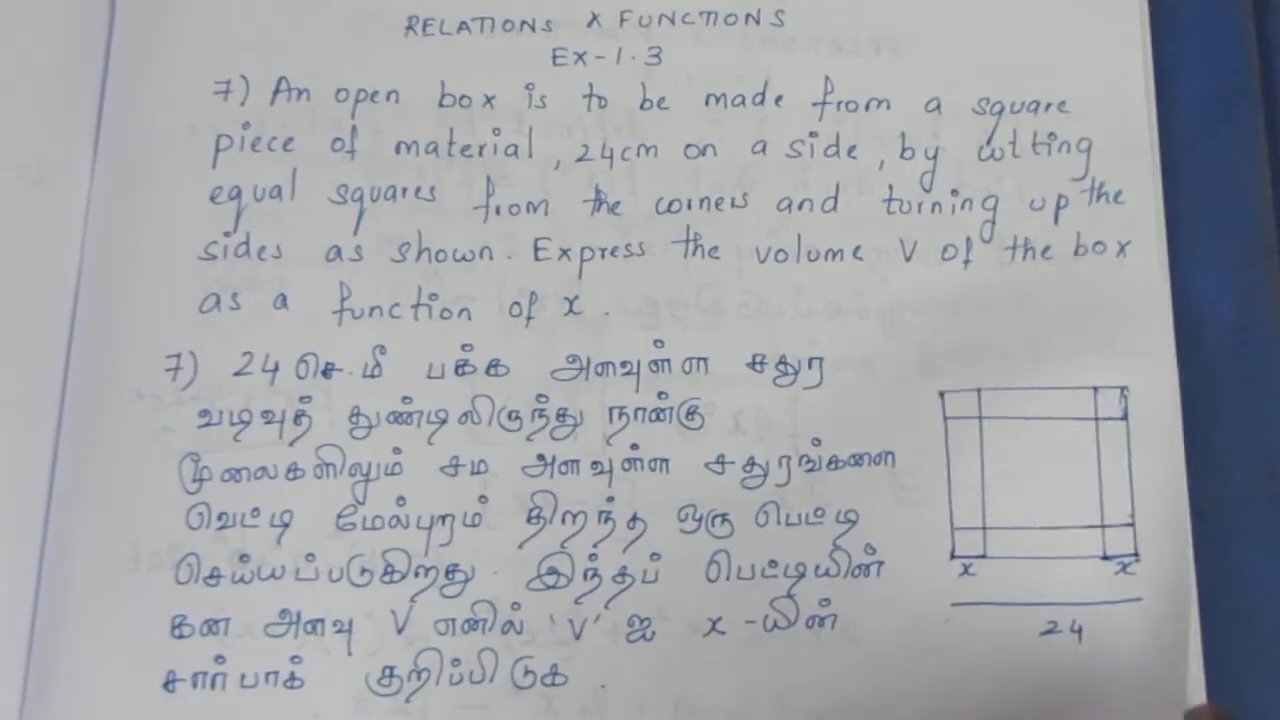 RELATIONS x FUNCTIONS
Ex-1.3
7) An open box is to be made from a square
piece of material, 24cm on a side, by cutting
equal squares from the corners and turning up the
sides as shown. Express the volume V of the box
as a function of x.
7) 24 செ.மீ பக்க அளவுள்ள சதுர
வடிவத் துண்டிலிருந்து நான்கு
மூலைகளிலும் சம அளவுள்ள சதுரங்களை
வெட்டி மேல்புறம் திறந்த ஒரு பெட்டி
செய்யப்படுகிறது. இந்தப் பெட்டியின்
கன அளவு V எனில் 'V' ஐ x -யின்
சார்பாக் குறிப்பிடுக.
x x
24